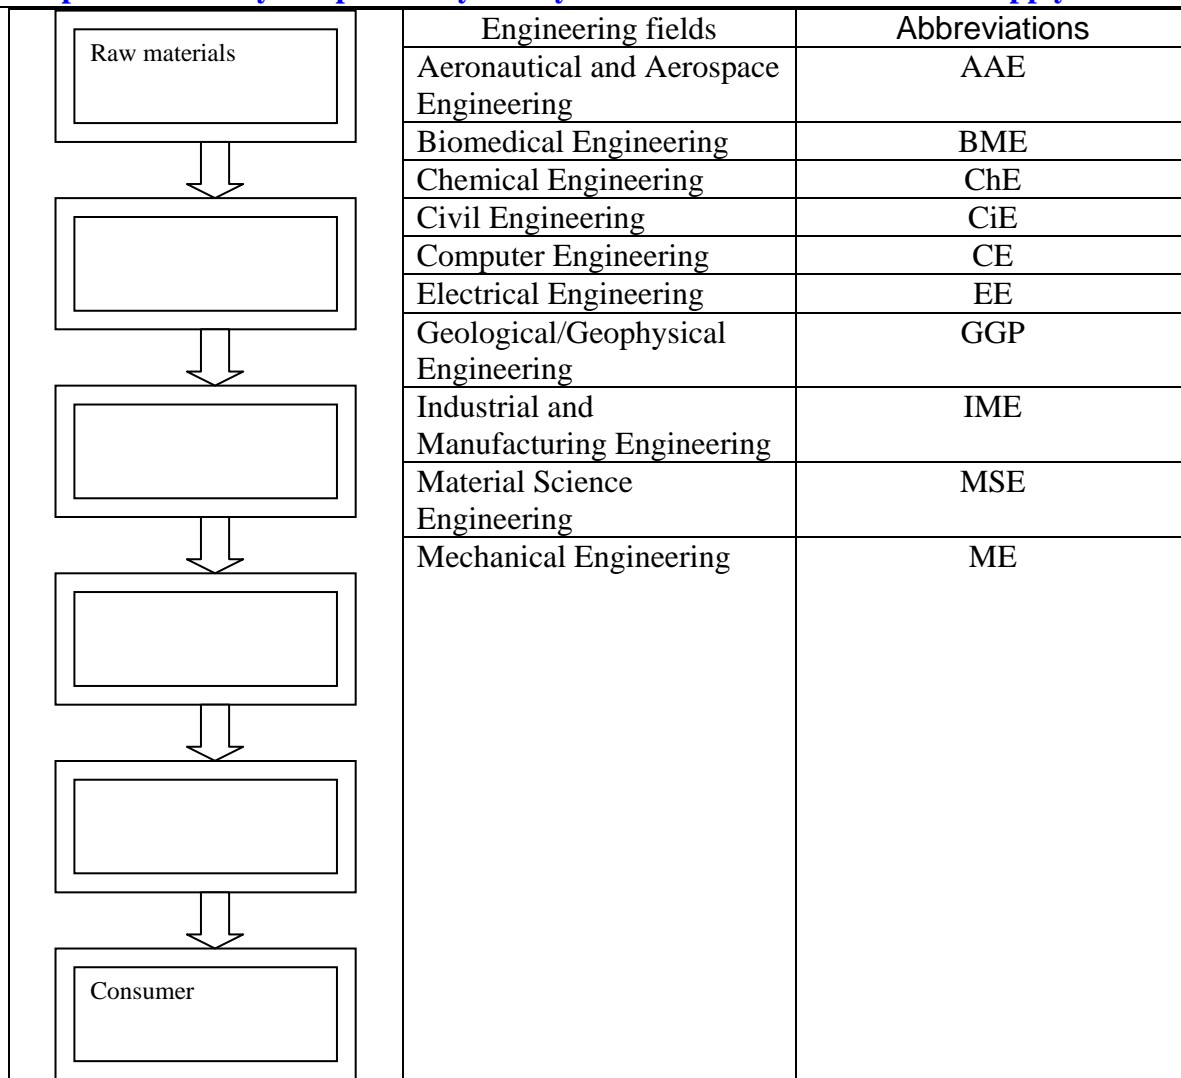 Raw materials
Consumer
Engineering fields Abbreviations
Aeronautical and Aerospace AAE
Engineering
Biomedical Engineering BME
Chemical Engineering ChE
Civil Engineering CiE
Computer Engineering CE
Electrical Engineering EE
Geological/Geophysical GGP
Engineering
Industrial and IME
Manufacturing Engineering
Material Science MSE
Engineering
Mechanical Engineering ME